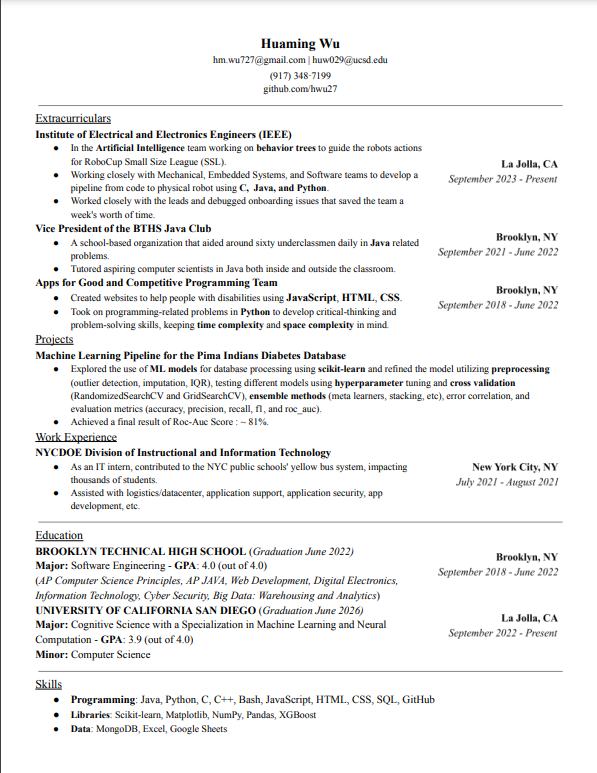 Huaming Wu
hm.wu727@gmail.com | huw029@ucsd.edu
(917) 348-7199
github.com/hwu27
Extracurriculars
Institute of Electrical and Electronics Engineers (IEEE)
● In the Artificial Intelligence team working on behavior trees to guide the robots actions
for RoboCup Small Size League (SSL).
La Jolla, CA
● Working closely with Mechanical, Embedded Systems, and Software teams to develop a
September 2023 - Present
pipeline from code to physical robot using C, Java, and Python.
● Worked closely with the leads and debugged onboarding issues that saved the team a
week's worth of time.
Vice President of the BTHS Java Club
Brooklyn, NY
● A school-based organization that aided around sixty underclassmen daily in Java related
September 2021 - June 2022
problems.
● Tutored aspiring computer scientists in Java both inside and outside the classroom.
Apps for Good and Competitive Programming Team
Brooklyn, NY
● Created websites to help people with disabilities using JavaScript, HTML, CSS.
September 2018 - June 2022
● Took on programming-related problems in Python to develop critical-thinking and
problem-solving skills, keeping time complexity and space complexity in mind.
Projects
Machine Learning Pipeline for the Pima Indians Diabetes Database
● Explored the use of ML models for database processing using scikit-learn and refined the model utilizing preprocessing
(outlier detection, imputation, IQR), testing different models using hyperparameter tuning and cross validation
(RandomizedSearchCV and GridSearchCV), ensemble methods (meta learners, stacking, etc), error correlation, and
evaluation metrics (accuracy, precision, recall, f1, and roc_auc).
● Achieved a final result of Roc-Auc Score : ~ 81%.
Work Experience
NYCDOE Division of Instructional and Information Technology
● As an IT intern, contributed to the NYC public schools' yellow bus system, impacting
New York City, NY
thousands of students.
July 2021 - August 2021
● Assisted with logistics/datacenter, application support, application security, app
development, etc.
Education
BROOKLYN TECHNICAL HIGH SCHOOL (Graduation June 2022)
Brooklyn, NY
Major: Software Engineering - GPA: 4.0 (out of 4.0)
September 2018 - June 2022
(AP Computer Science Principles, AP JAVA, Web Development, Digital Electronics,
Information Technology, Cyber Security, Big Data: Warehousing and Analytics)
UNIVERSITY OF CALIFORNIA SAN DIEGO (Graduation June 2026)
La Jolla, CA
Major: Cognitive Science with a Specialization in Machine Learning and Neural
September 2022 - Present
Computation - GPA: 3.9 (out of 4.0)
Minor: Computer Science
Skills
● Programming: Java, Python, C, C++, Bash, JavaScript, HTML, CSS, SQL, GitHub
● Libraries: Scikit-learn, Matplotlib, NumPy, Pandas, XGBoost
● Data: MongoDB, Excel, Google Sheets